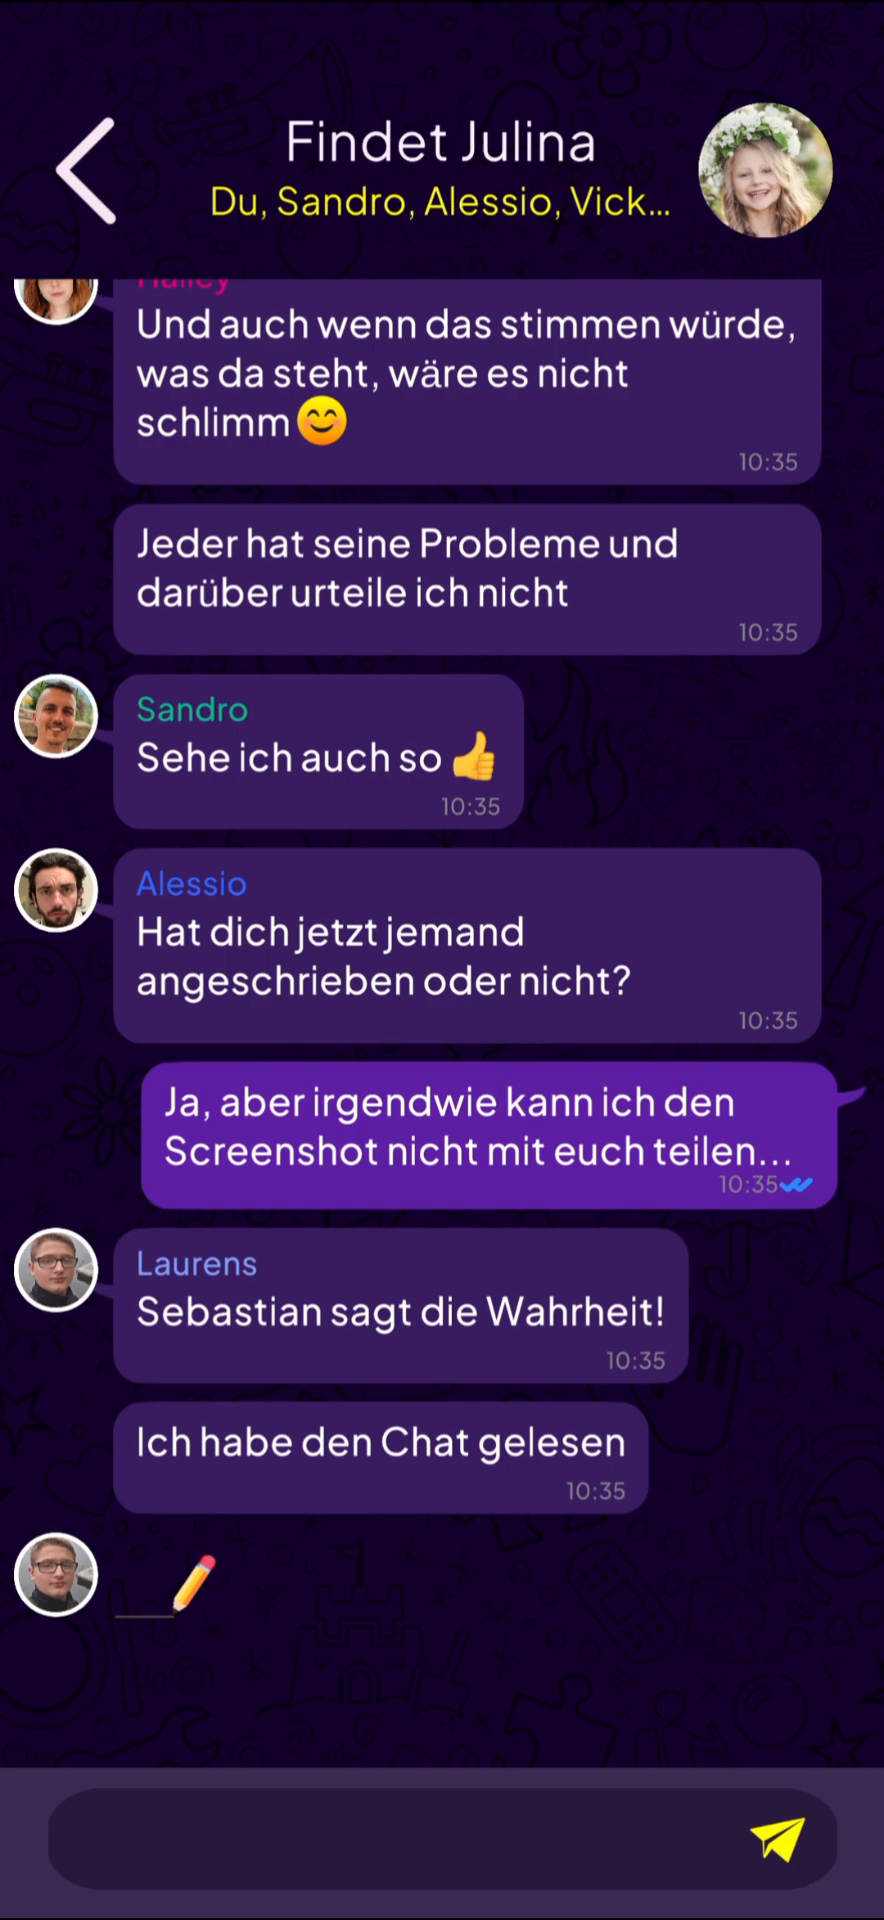 Findet Julina
Du, Sandro, Alessio, Vick...
Hailey
Und auch wenn das stimmen würde,
was da steht, wäre es nicht
schlimm😊
10:35
Jeder hat seine Probleme und
darüber urteile ich nicht
10:35
Sandro
Sehe ich auch so 👍
10:35
Alessio
Hat dich jetzt jemand
angeschrieben oder nicht?
10:35
Ja, aber irgendwie kann ich den
Screenshot nicht mit euch teilen...
10:35
Laurens
Sebastian sagt die Wahrheit!
10:35
Ich habe den Chat gelesen
10:35